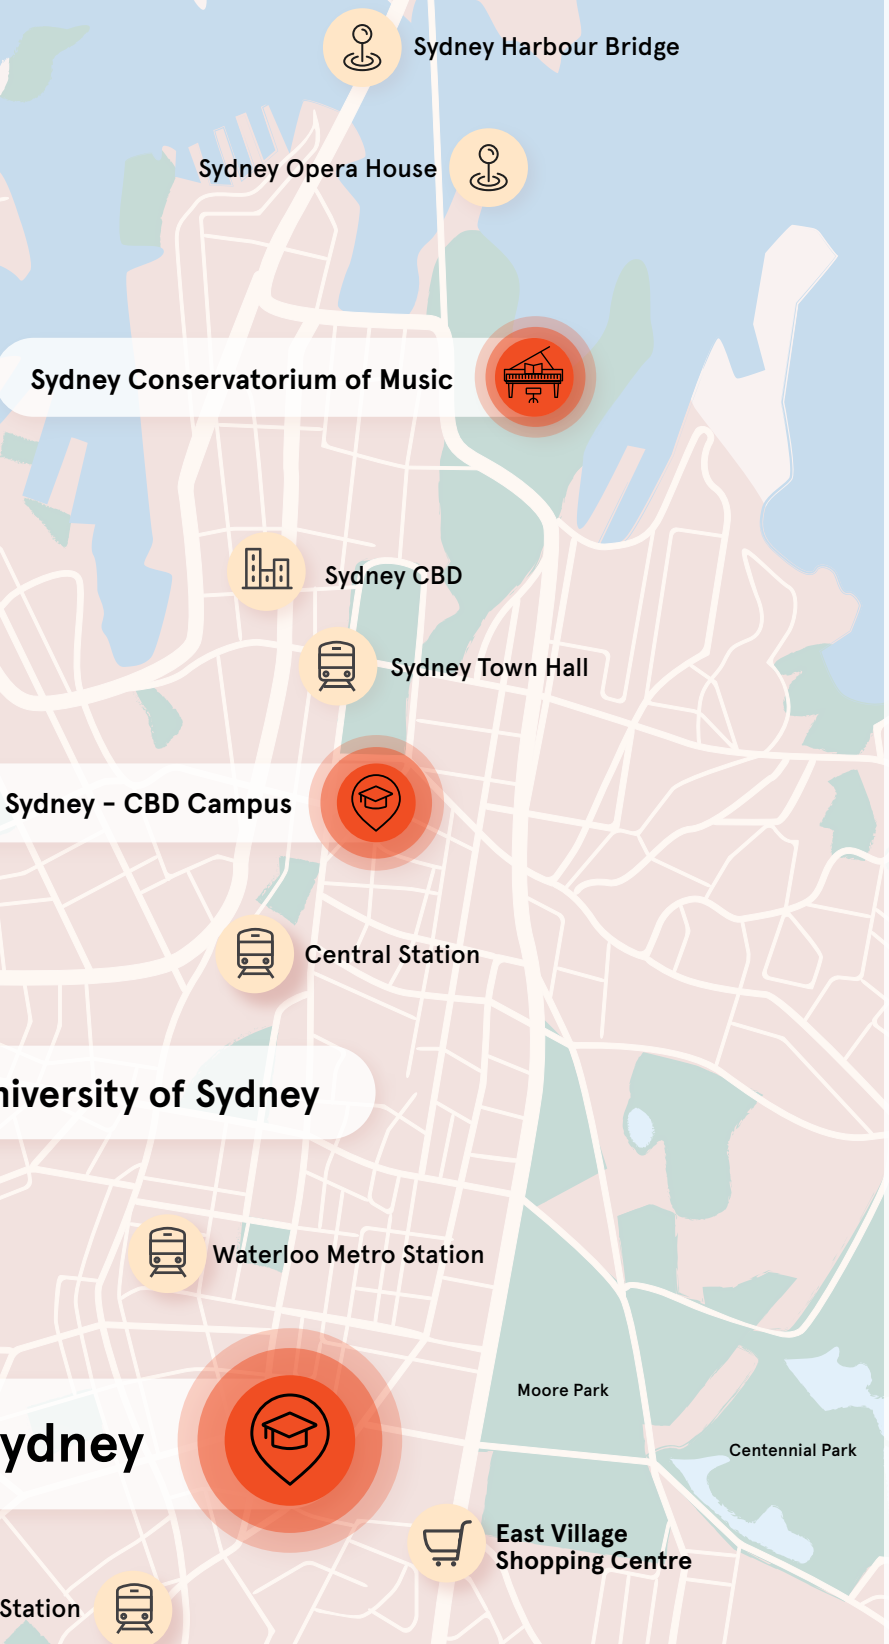 Sydney Harbour Bridge
Sydney Opera House
Sydney Conservatorium of Music
Sydney CBD
Sydney Town Hall
Sydney – CBD Campus
Central Station
niversity of Sydney
Waterloo Metro Station
Moore Park
ydney
Centennial Park
East Village
Shopping Centre
Station